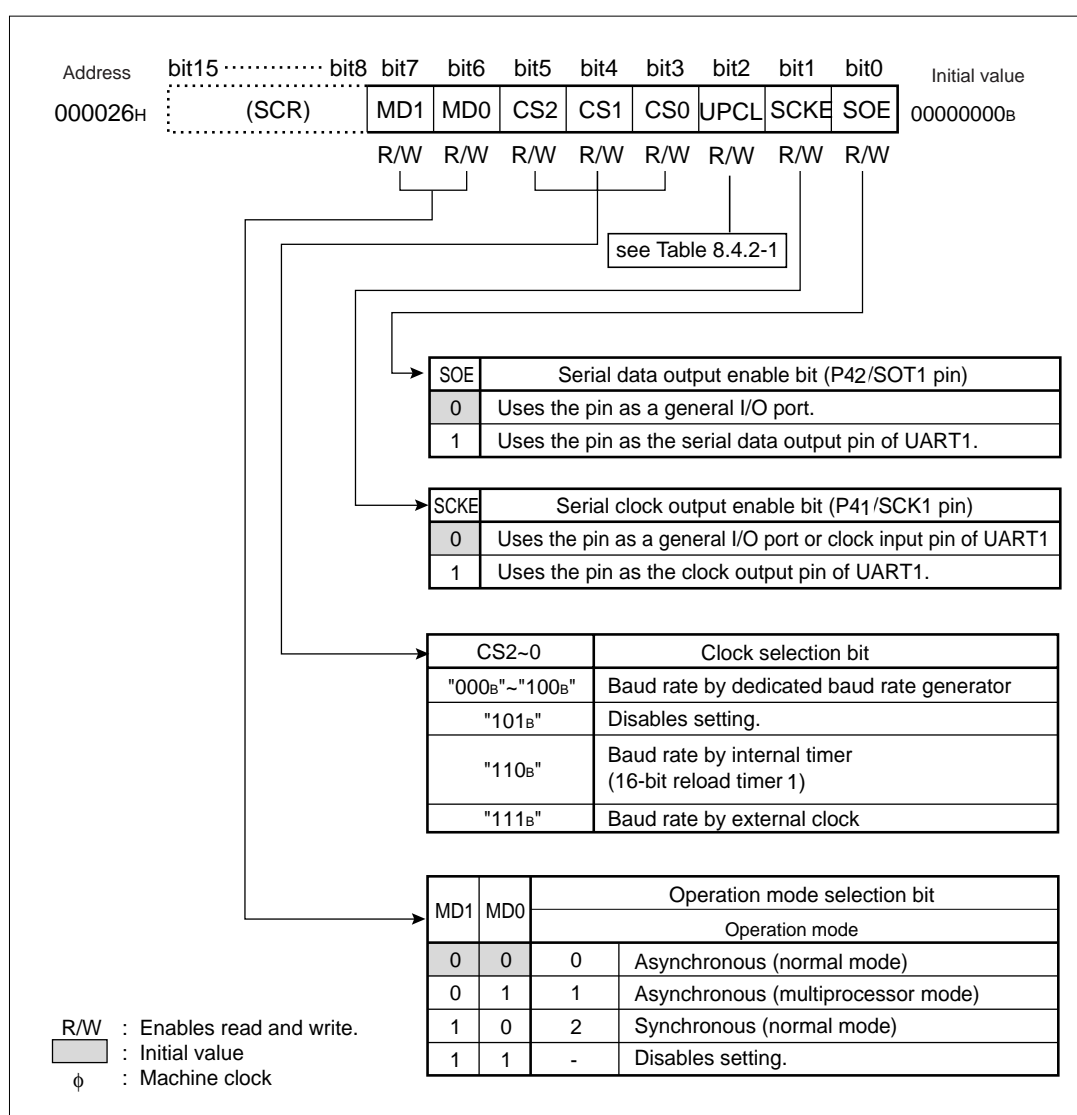 Address bit15 ·············· bit8 bit7 bit6 bit5 bit4 bit3 bit2 bit1 bit0 Initial value
000026H (SCR) MD1 MD0 CS2 CS1 CS0 UPCL SCKE SOE 00000000B
R/W R/W R/W R/W R/W R/W R/W R/W
see Table 8.4.2-1
SOE Serial data output enable bit (P42/SOT1 pin)
0 Uses the pin as a general I/O port.
1 Uses the pin as the serial data output pin of UART1.
SCKE Serial clock output enable bit (P41/SCK1 pin)
0 Uses the pin as a general I/O port or clock input pin of UART1
1 Uses the pin as the clock output pin of UART1.
CS2~0 Clock selection bit
"000B"~"100B" Baud rate by dedicated baud rate generator
"101B" Disables setting.
"110B" Baud rate by internal timer
(16-bit reload timer 1)
"111B" Baud rate by external clock
MD1 MD0 Operation mode selection bit
Operation mode
0 0 0 Asynchronous (normal mode)
0 1 1 Asynchronous (multiprocessor mode)
1 0 2 Synchronous (normal mode)
1 1 - Disables setting.
R/W : Enables read and write.
: Initial value
ϕ : Machine clock